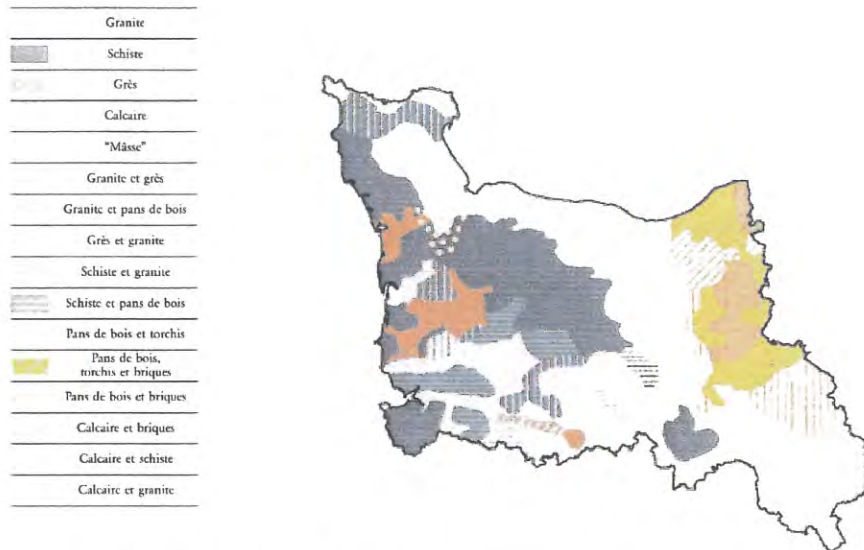 Granite
Schiste
Grès
Calcaire
"Mâsse"
Granite et grès
Granite et pans de bois
Grès et granite
Schiste et granite
Schiste et pans de bois
Pans de bois et torchis
Pans de bois,
torchis et briques
Pans de bois et briques
Calcaire et briques
Calcaire et schiste
Calcaire et granite